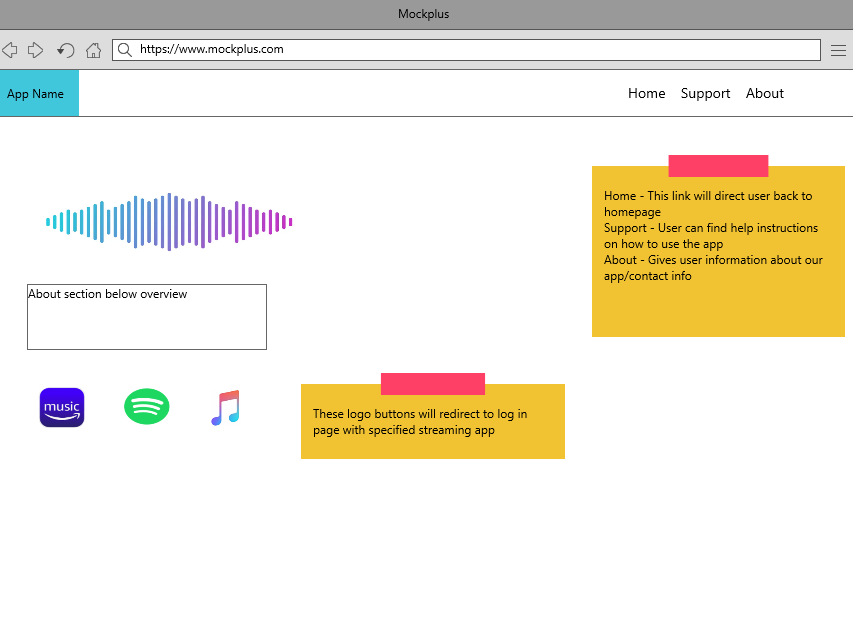 Mockplus
https://www.mockplus.com
App Name
Home Support About
Home - This link will direct user back to
homepage
Support - User can find help instructions
on how to use the app
About - Gives user information about our
app/contact info
About section below overview
music
These logo buttons will redirect to log in
page with specified streaming app